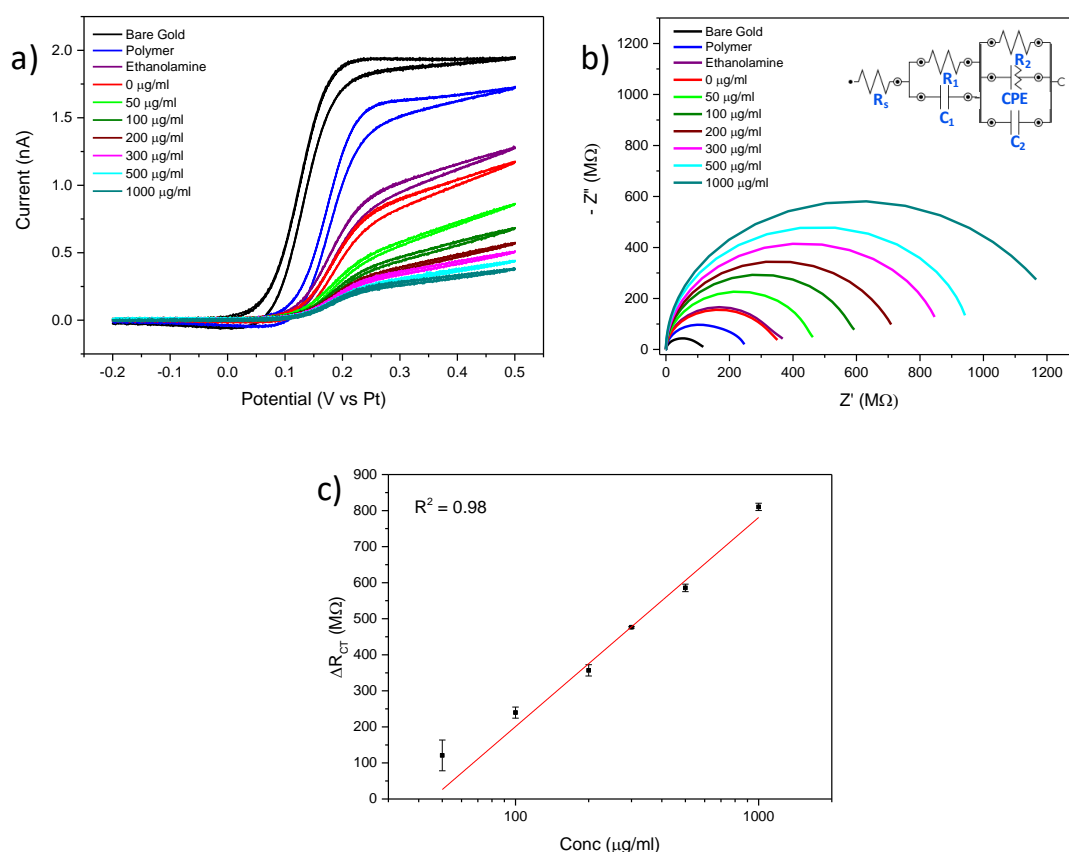 a)
Bare Gold
Polymer
Ethanolamine
0 μg/ml
50 μg/ml
100 μg/ml
200 μg/ml
300 μg/ml
500 μg/ml
1000 μg/ml
2.0
1.5
1.0
0.5
0.0
Current (nA)
-0.2 -0.1 0.0 0.1 0.2 0.3 0.4 0.5
Potential (V vs Pt)
b)
Bare Gold
Polymer
Ethanolamine
0 μg/ml
50 μg/ml
100 μg/ml
200 μg/ml
300 μg/ml
500 μg/ml
1000 μg/ml
Rs
R1
C1
R2
CPE
C2
1200
1000
800
600
400
200
0
- Z'' (MΩ)
0 200 400 600 800 1000 1200
Z' (MΩ)
c)
R² = 0.98
900
800
700
600
500
400
300
200
100
0
ΔRCT (MΩ)
100 1000
Conc (μg/ml)